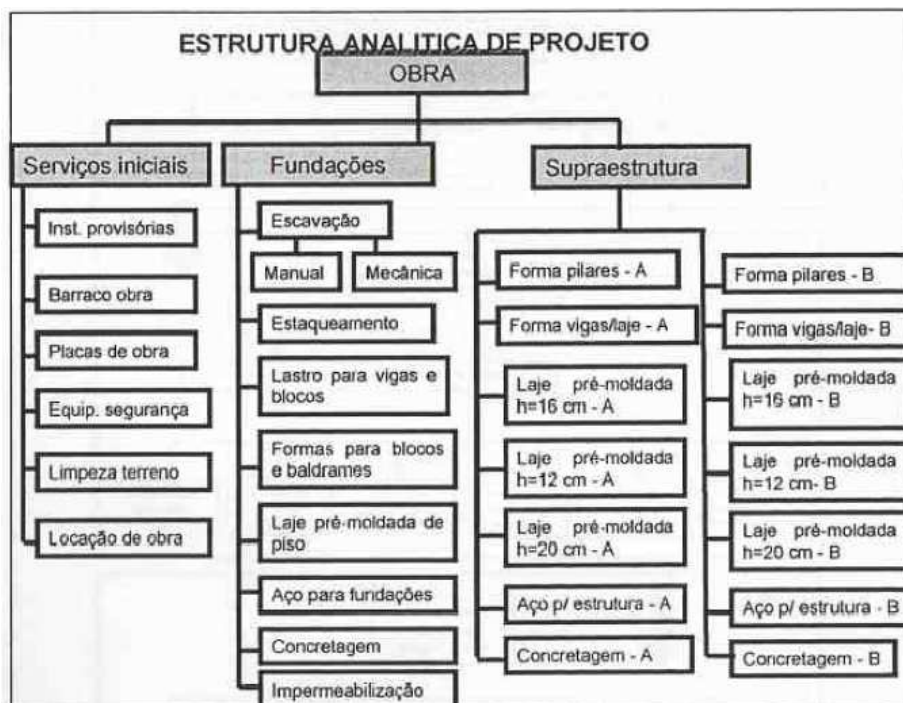 ESTRUTURA ANALITICA DE PROJETO
OBRA
Serviços iniciais
Inst. provisórias
Barraco obra
Placas de obra
Equip. segurança
Limpeza terreno
Locação de obra
Fundações
Escavação
Manual
Mecânica
Estaqueamento
Lastro para vigas e
blocos
Formas para blocos
e baldrames
Laje pré-moldada de
piso
Aço para fundações
Concretagem
Impermeabilização
Supraestrutura
Forma pilares - A
Forma vigas/laje - A
Laje pré-moldada
h=16 cm - A
Laje pré-moldada
h=12 cm - A
Laje pré-moldada
h=20 cm - A
Aço p/ estrutura - A
Concretagem - A
Forma pilares - B
Forma vigas/laje- B
Laje pré-moldada
h=16 cm - B
Laje pré-moldada
h=12 cm- B
Laje pré-moldada
h=20 cm - B
Aço p/ estrutura - B
Concretagem - B